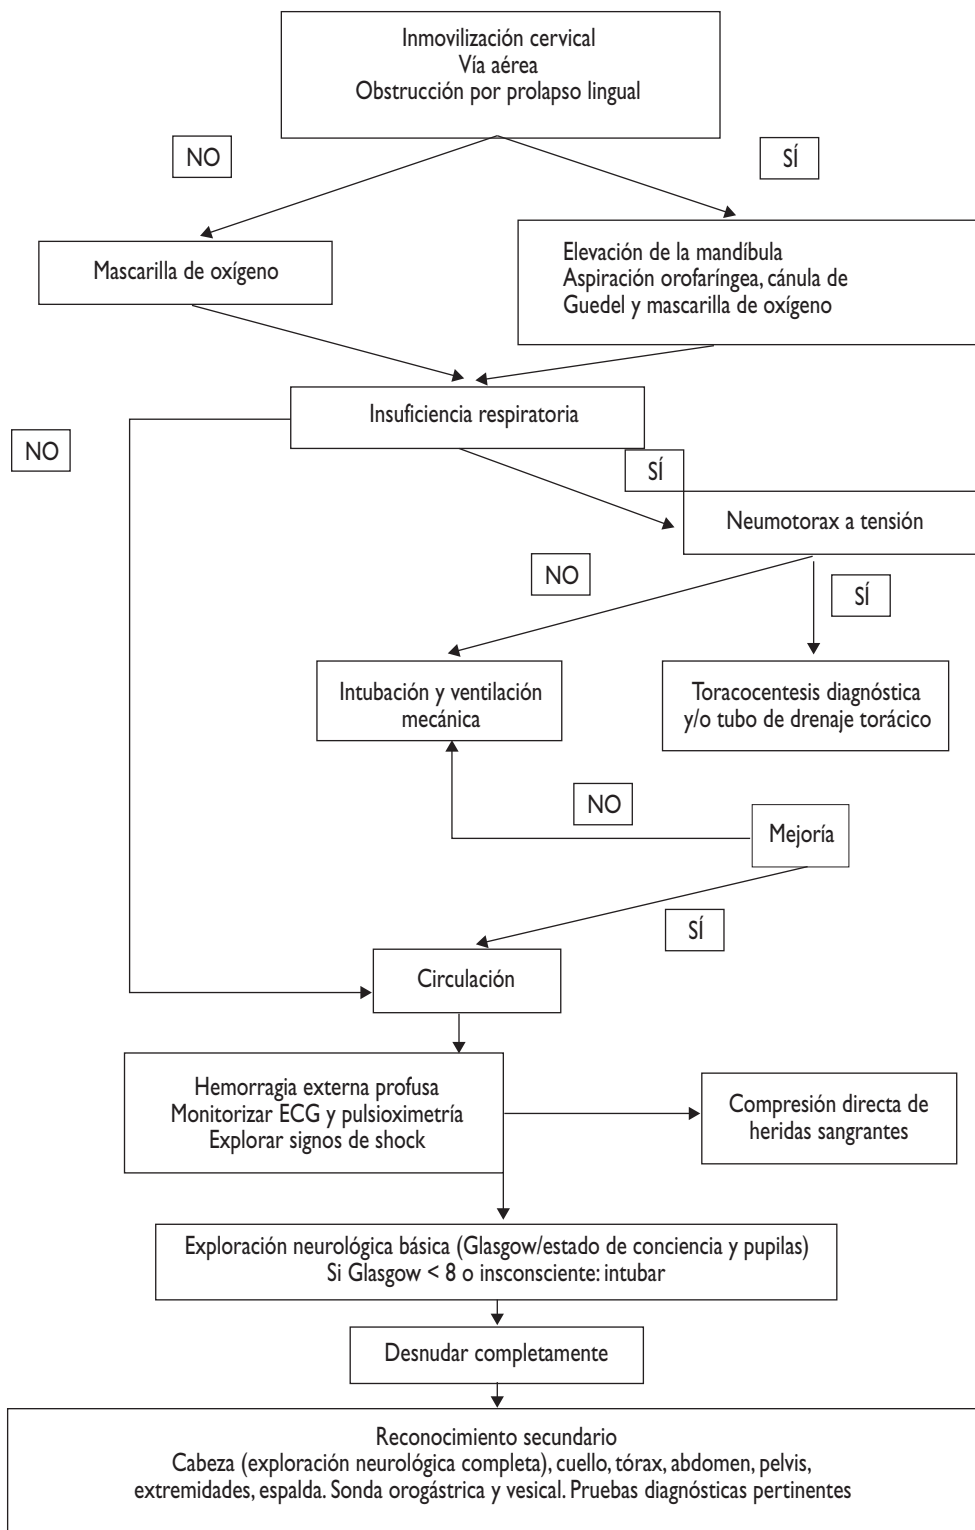 Inmovilización cervical
Vía aérea
Obstrucción por prolapso lingual
NO
SÍ
Mascarilla de oxígeno
Elevación de la mandíbula
Aspiración orofaríngea, cánula de
Guedel y mascarilla de oxígeno
Insuficiencia respiratoria
NO
SÍ
Neumotorax a tensión
NO
SÍ
Intubación y ventilación
mecánica
Toracocentesis diagnóstica
y/o tubo de drenaje torácico
NO
Mejoría
SÍ
Circulación
Hemorragia externa profusa
Monitorizar ECG y pulsioximetría
Explorar signos de shock
Compresión directa de
heridas sangrantes
Exploración neurológica básica (Glasgow/estado de conciencia y pupilas)
Si Glasgow < 8 o insconsciente: intubar
Desnudar completamente
Reconocimiento secundario
Cabeza (exploración neurológica completa), cuello, tórax, abdomen, pelvis,
extremidades, espalda. Sonda orogástrica y vesical. Pruebas diagnósticas pertinentes